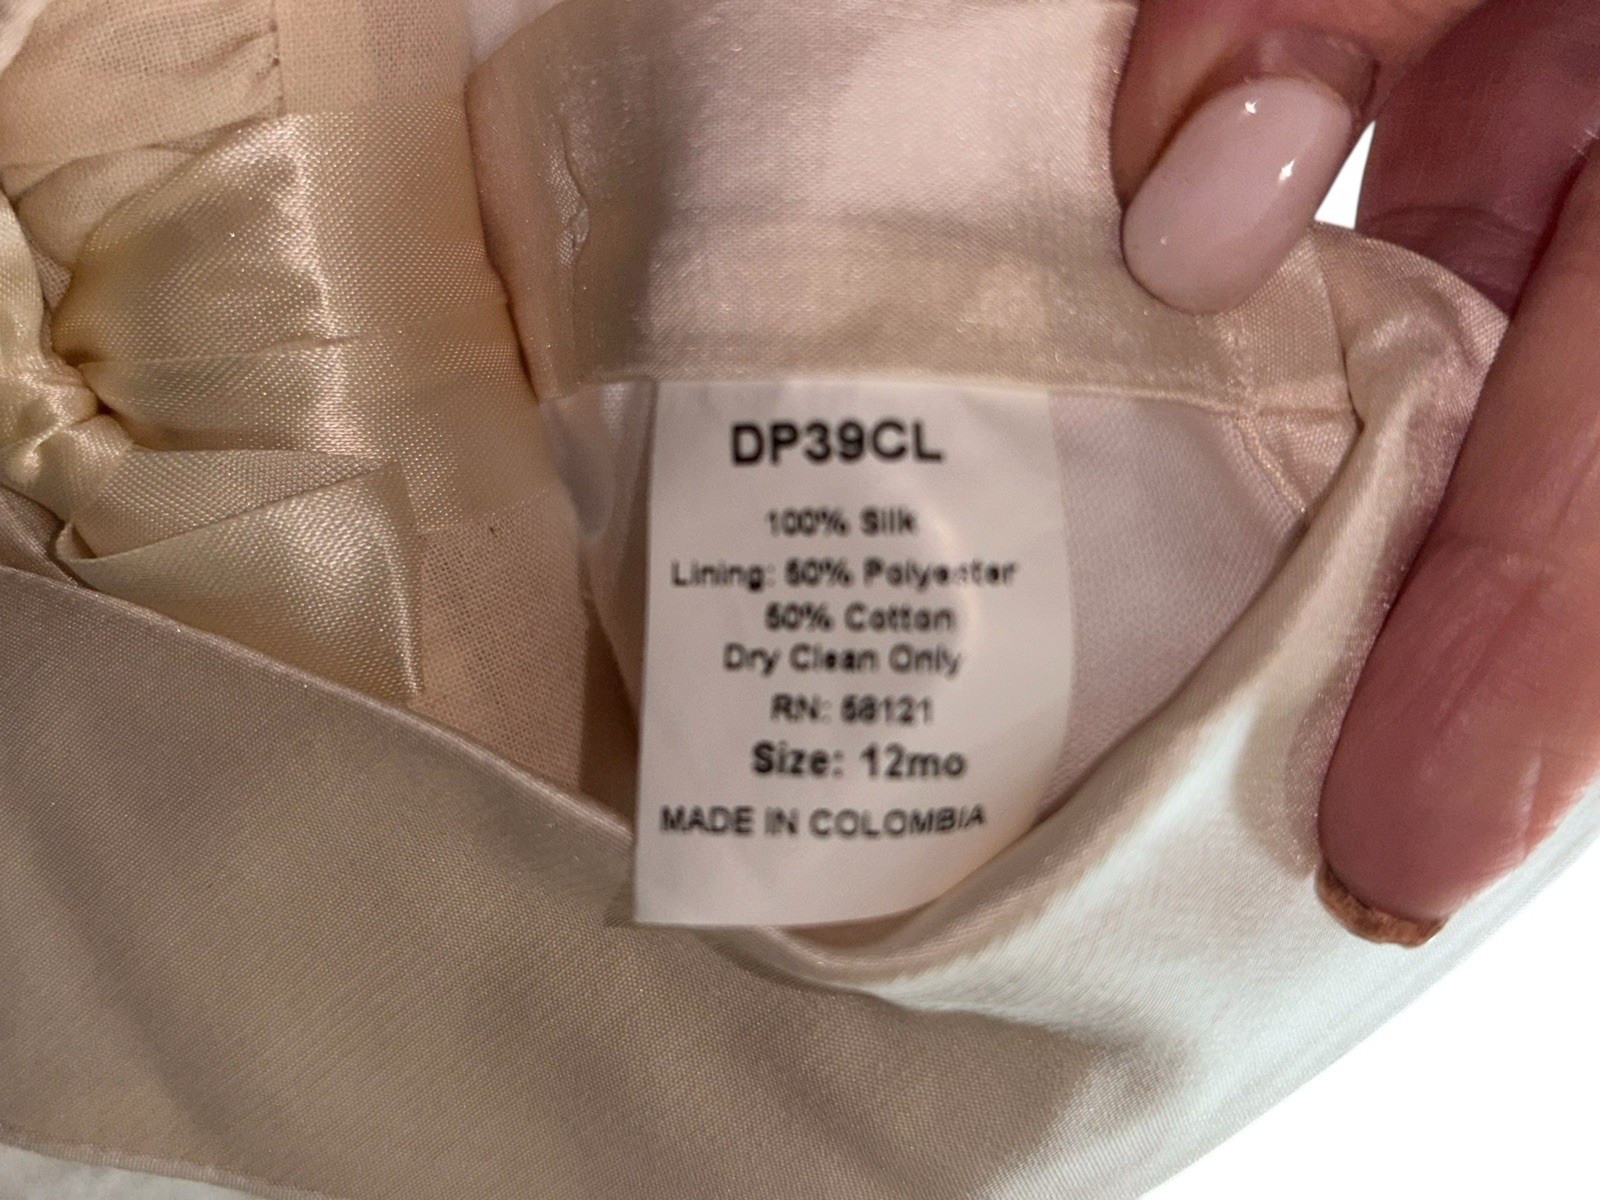 DP39CL
100% Silk
Lining: 50% Polyester
50% Cotton
Dry Clean Only
RN: 58121
Size: 12mo
MADE IN COLOMBIA